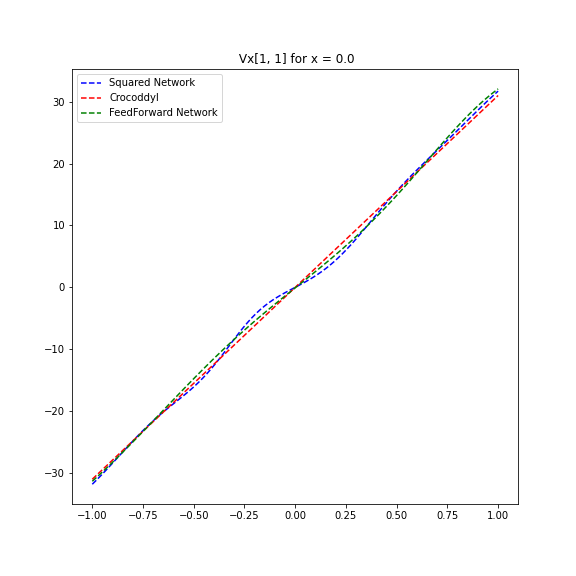 Vx[1, 1] for x = 0.0
Squared Network
Crocoddyl
FeedForward Network
30
20
10
0
−10
−20
−30
−1.00 −0.75 −0.50 −0.25 0.00 0.25 0.50 0.75 1.00